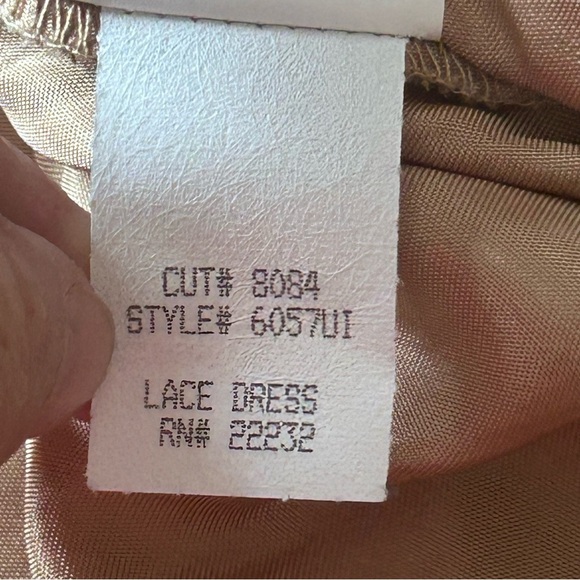 CUT# 8084
STYLE# 6057UI
LACE DRESS
RN# 22232